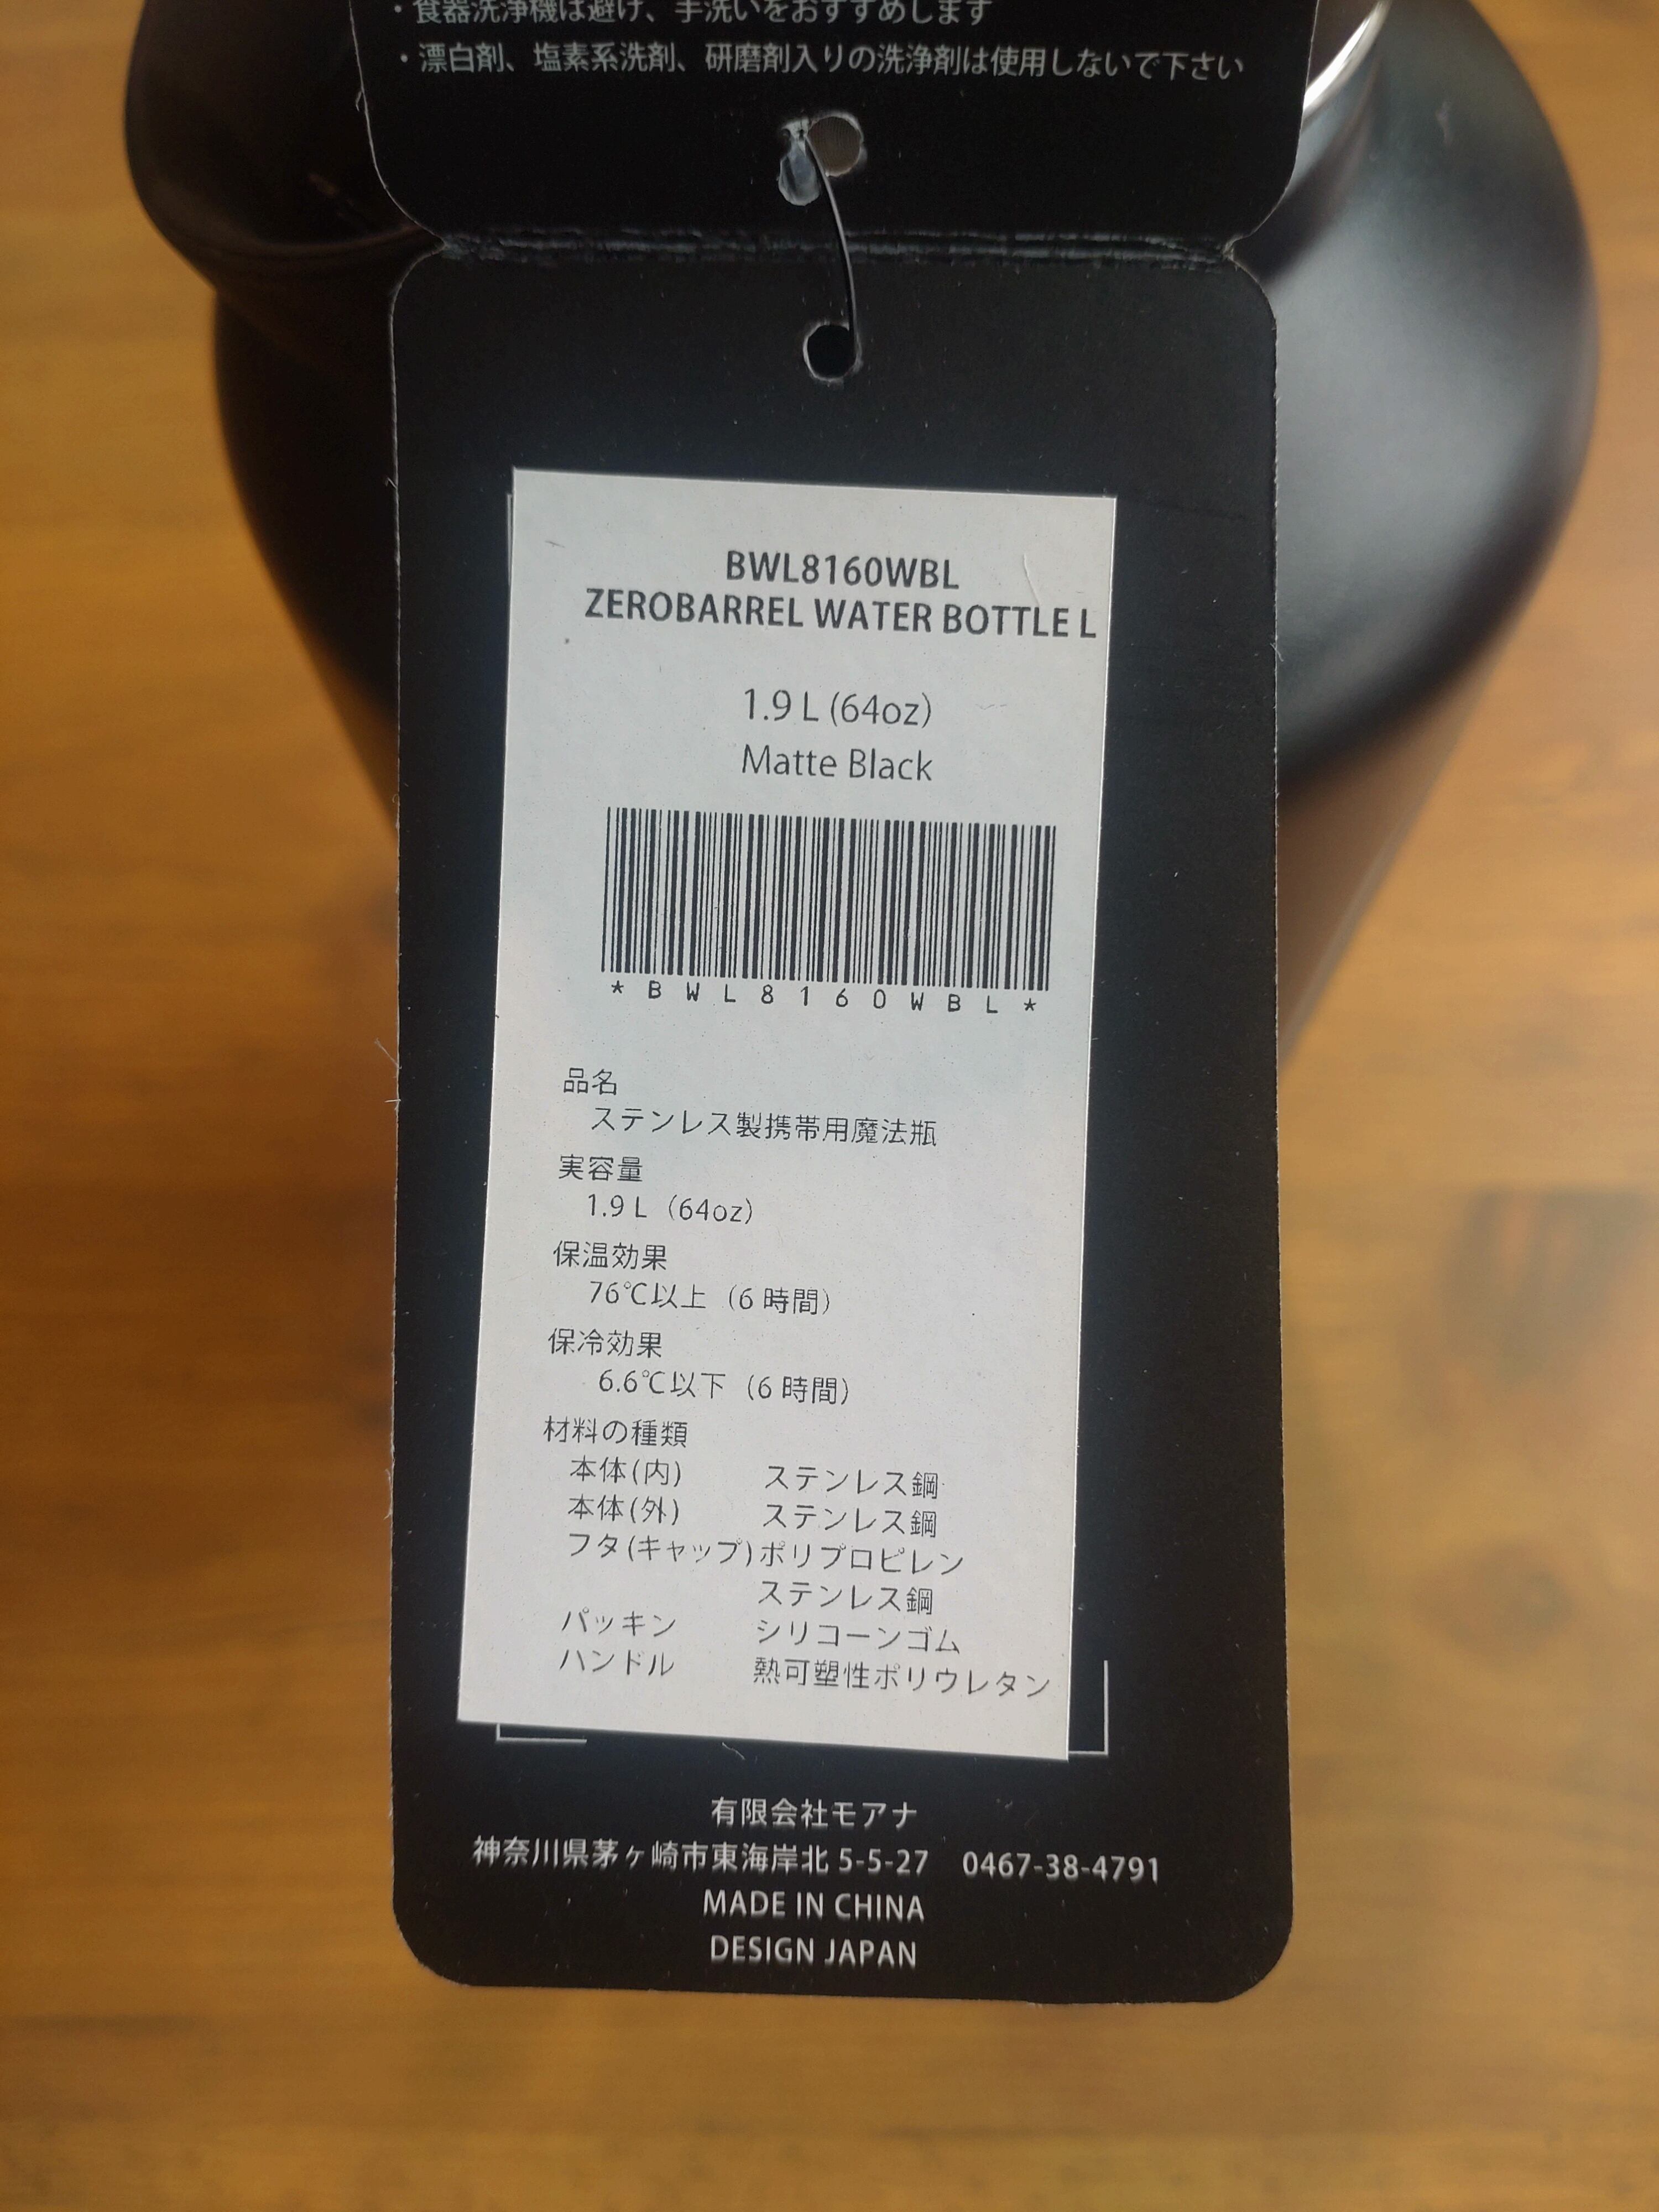 ・食器洗浄機は避け、手洗いをおすすめします
・漂白剤、塩素系洗剤、研磨剤入りの洗浄剤は使用しないで下さい
BWL8160WBL
ZEROBARREL WATER BOTTLE L
1.9 L (64oz)
Matte Black
*BWL8160WBL*
品名
ステンレス製携帯用魔法瓶
実容量
1.9 L（64oz）
保温効果
76℃以上（6 時間）
保冷効果
6.6℃以下（6 時間）
材料の種類
本体(内) ステンレス鋼
本体(外) ステンレス鋼
フタ(キャップ)ポリプロピレン
ステンレス鋼
パッキン シリコーンゴム
ハンドル 熱可塑性ポリウレタン
有限会社モアナ
神奈川県茅ヶ崎市東海岸北 5-5-27 0467-38-4791
MADE IN CHINA
DESIGN JAPAN